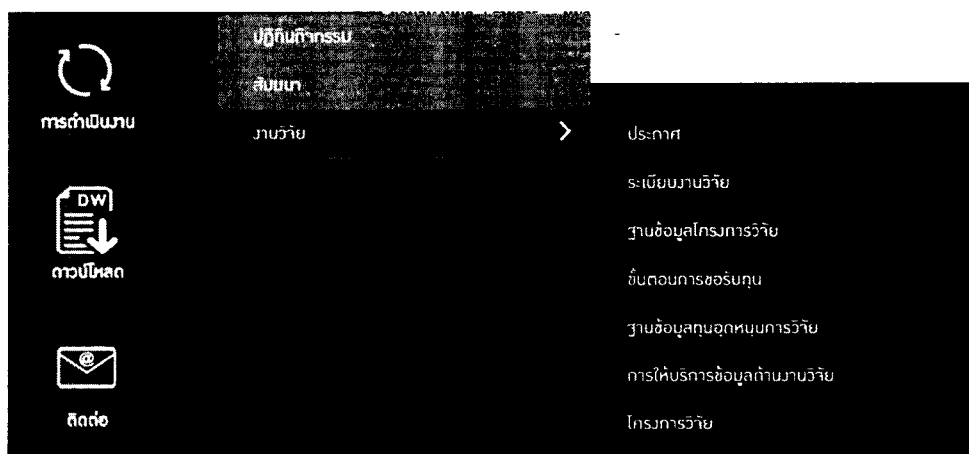 การดำเนินงาน
DW
ดาวน์โหลด
@
ติดต่อ
ปฏิทินกิจกรรม
สัมมนา
งานวิจัย
ประกาศ
ระเบียบงานวิจัย
ฐานข้อมูลโครงการวิจัย
ขั้นตอนการขอรับทุน
ฐานข้อมูลทุนอุดหนุนการวิจัย
การให้บริการข้อมูลด้านงานวิจัย
โครงการวิจัย